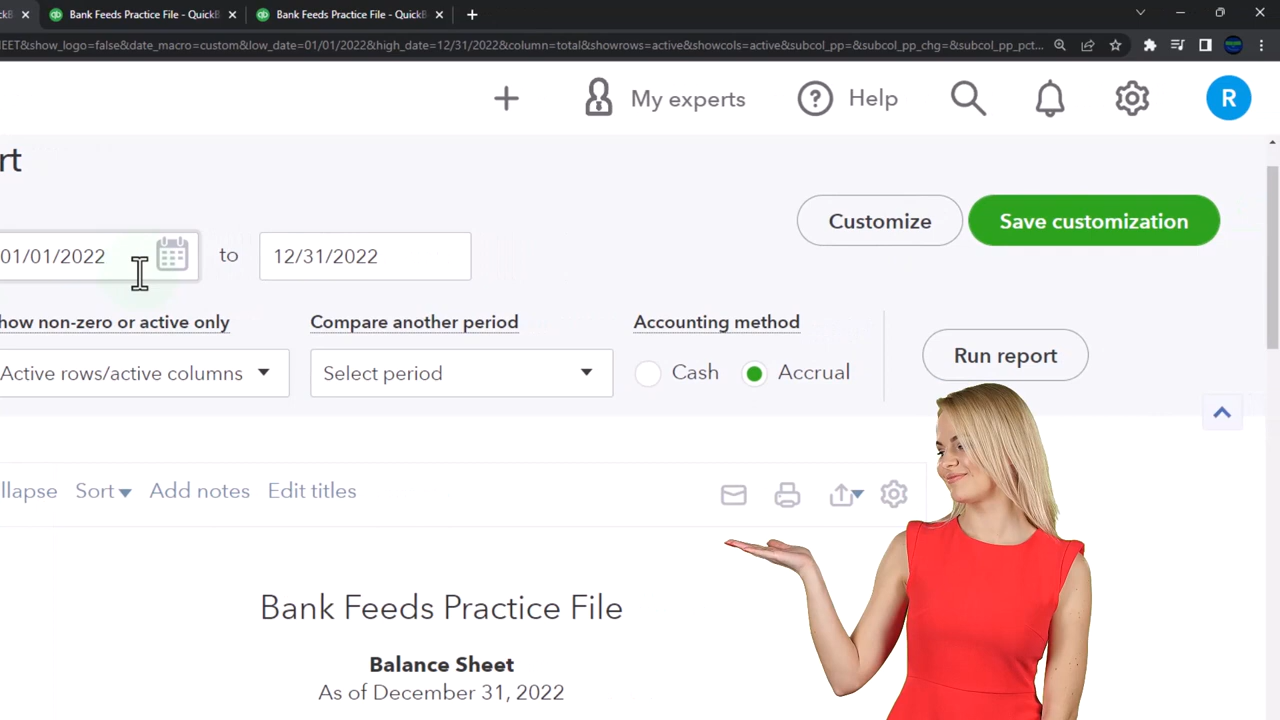 Bank Feeds Practice File - QuickB
Bank Feeds Practice File - QuickB
EET&show_logo=false&date_macro=custom&low_date=01/01/2022&high_date=12/31/2022&column=total&showrows=active&showcols=active&subcol_pp=&subcol_pp_chg=&subcol_pp_pct...
My experts
Help
R
rt
Customize
Save customization
01/01/2022
to
12/31/2022
how non-zero or active only
Compare another period
Accounting method
Active rows/active columns
Select period
Cash
Accrual
Run report
llapse
Sort
Add notes
Edit titles
Bank Feeds Practice File
Balance Sheet
As of December 31, 2022